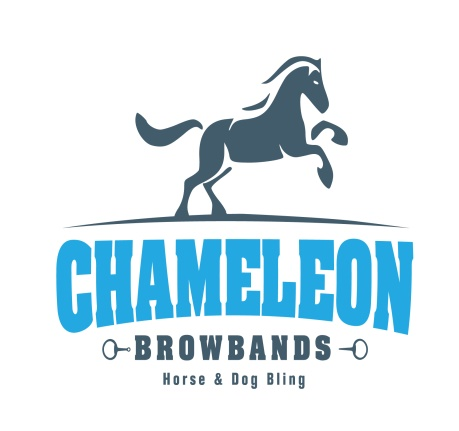 CHAMELEON
BROWBANDS
Horse & Dog Bling